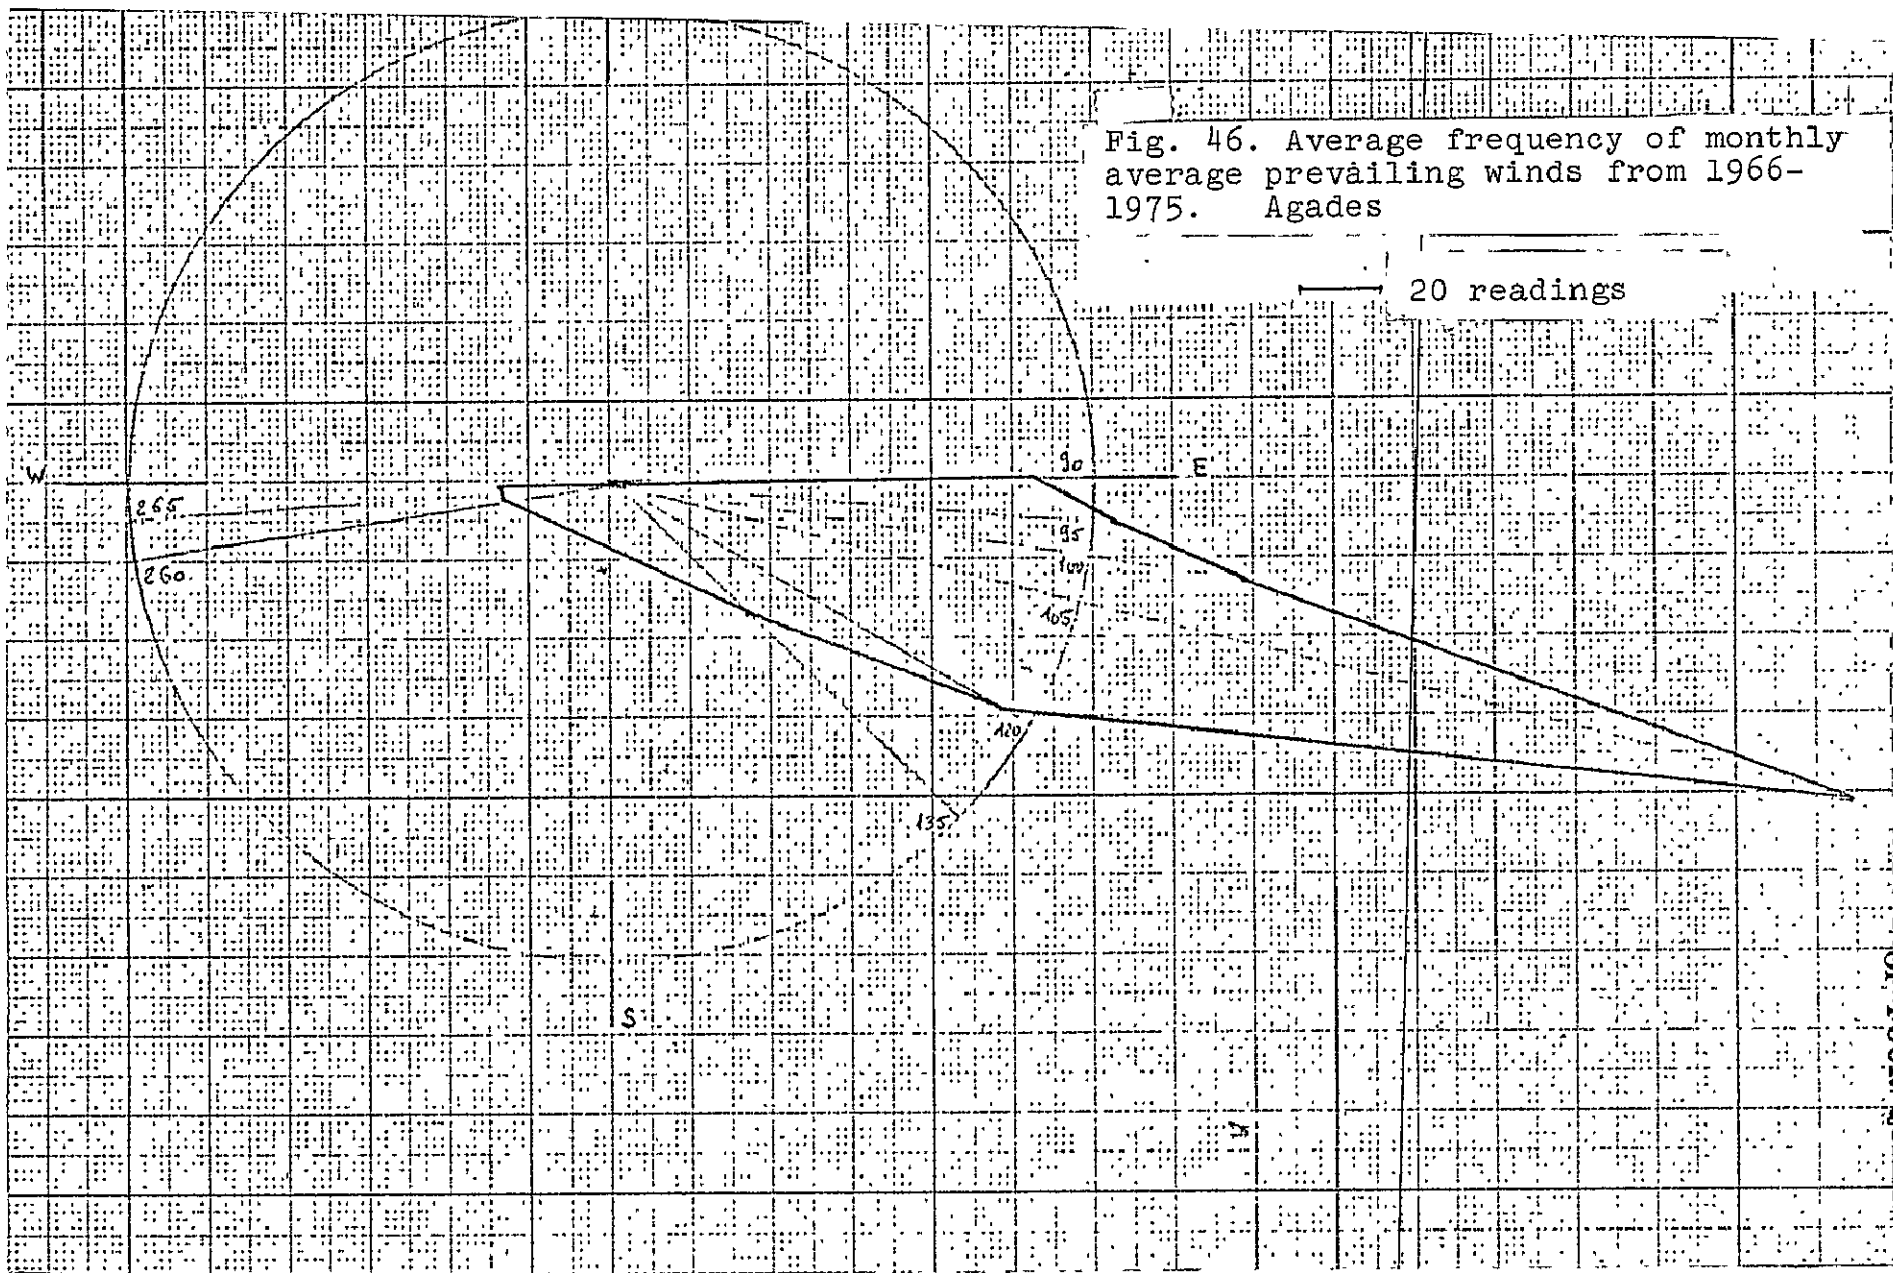 Fig. 46. Average frequency of monthly
average prevailing winds from 1966-
1975. Agades
20 readings
W
90
E
265
95
100
260
105
120
135
S